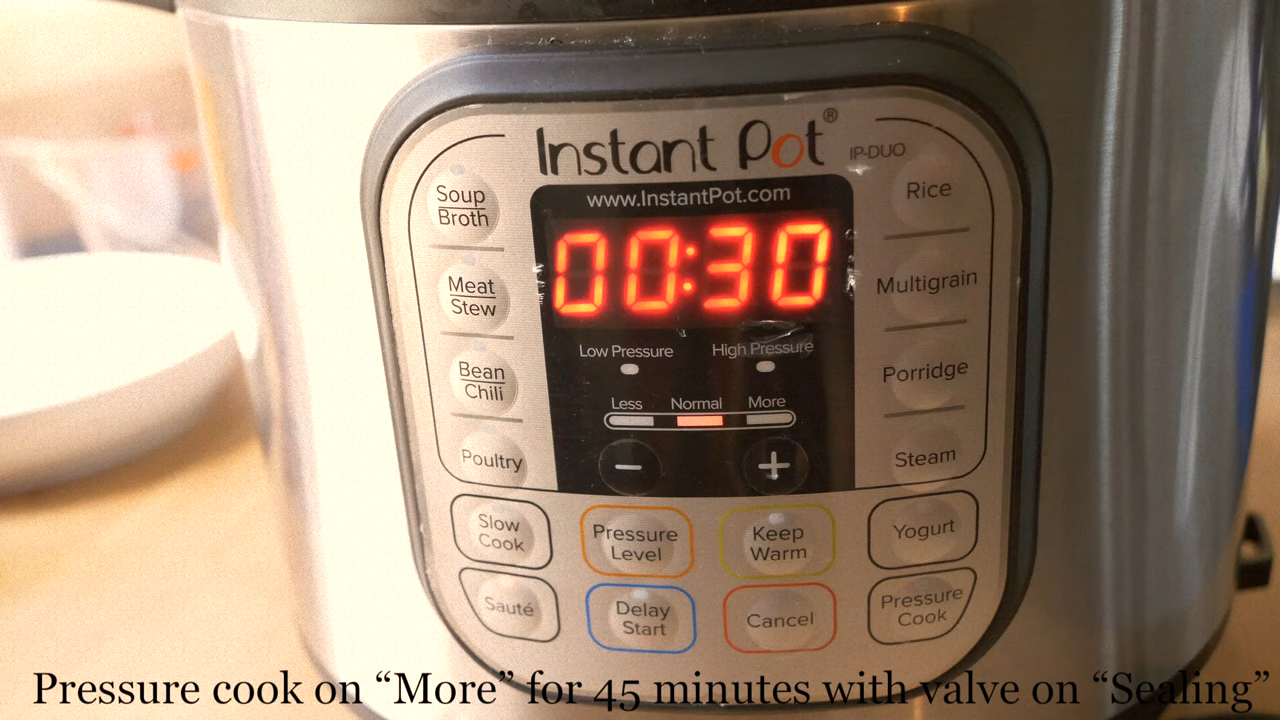 Instant Pot®
IP-DUO
www.InstantPot.com
00:30
Soup
Broth
Meat
Stew
Bean
Chili
Poultry
Rice
Multigrain
Porridge
Steam
Low Pressure
High Pressure
Less
Normal
More
−
+
Slow
Cook
Pressure
Level
Keep
Warm
Yogurt
Sauté
Delay
Start
Cancel
Pressure
Cook
Pressure cook on “More” for 45 minutes with valve on “Sealing”